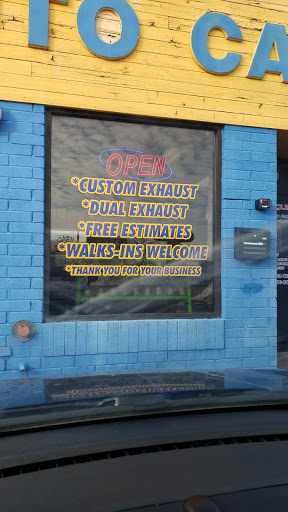 TO CA
OPEN
*CUSTOM EXHAUST
*DUAL EXHAUST
*FREE ESTIMATES
*WALKS-INS WELCOME
*THANK YOU FOR YOUR BUSINESS